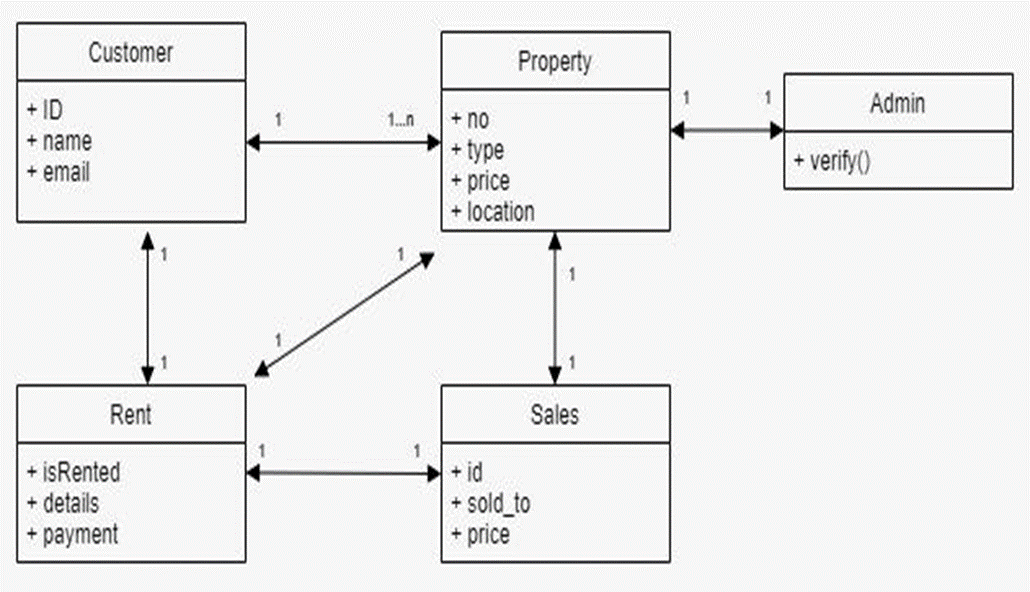 Customer
+ ID
+ name
+ email
1
1...n
Property
+ no
+ type
+ price
+ location
1
1
Admin
+ verify()
1
1
1
1
1
1
Rent
+ isRented
+ details
+ payment
1
1
Sales
+ id
+ sold_to
+ price